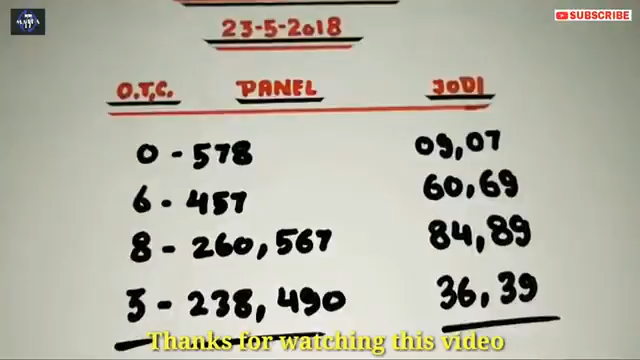 SUBSCRIBE
23-5-2018
O.T.C. PANEL JODI
0 - 578 09,07
6 - 457 60,69
8 - 260,567 84,89
3 - 238,490 36,39
Thanks for watching this video